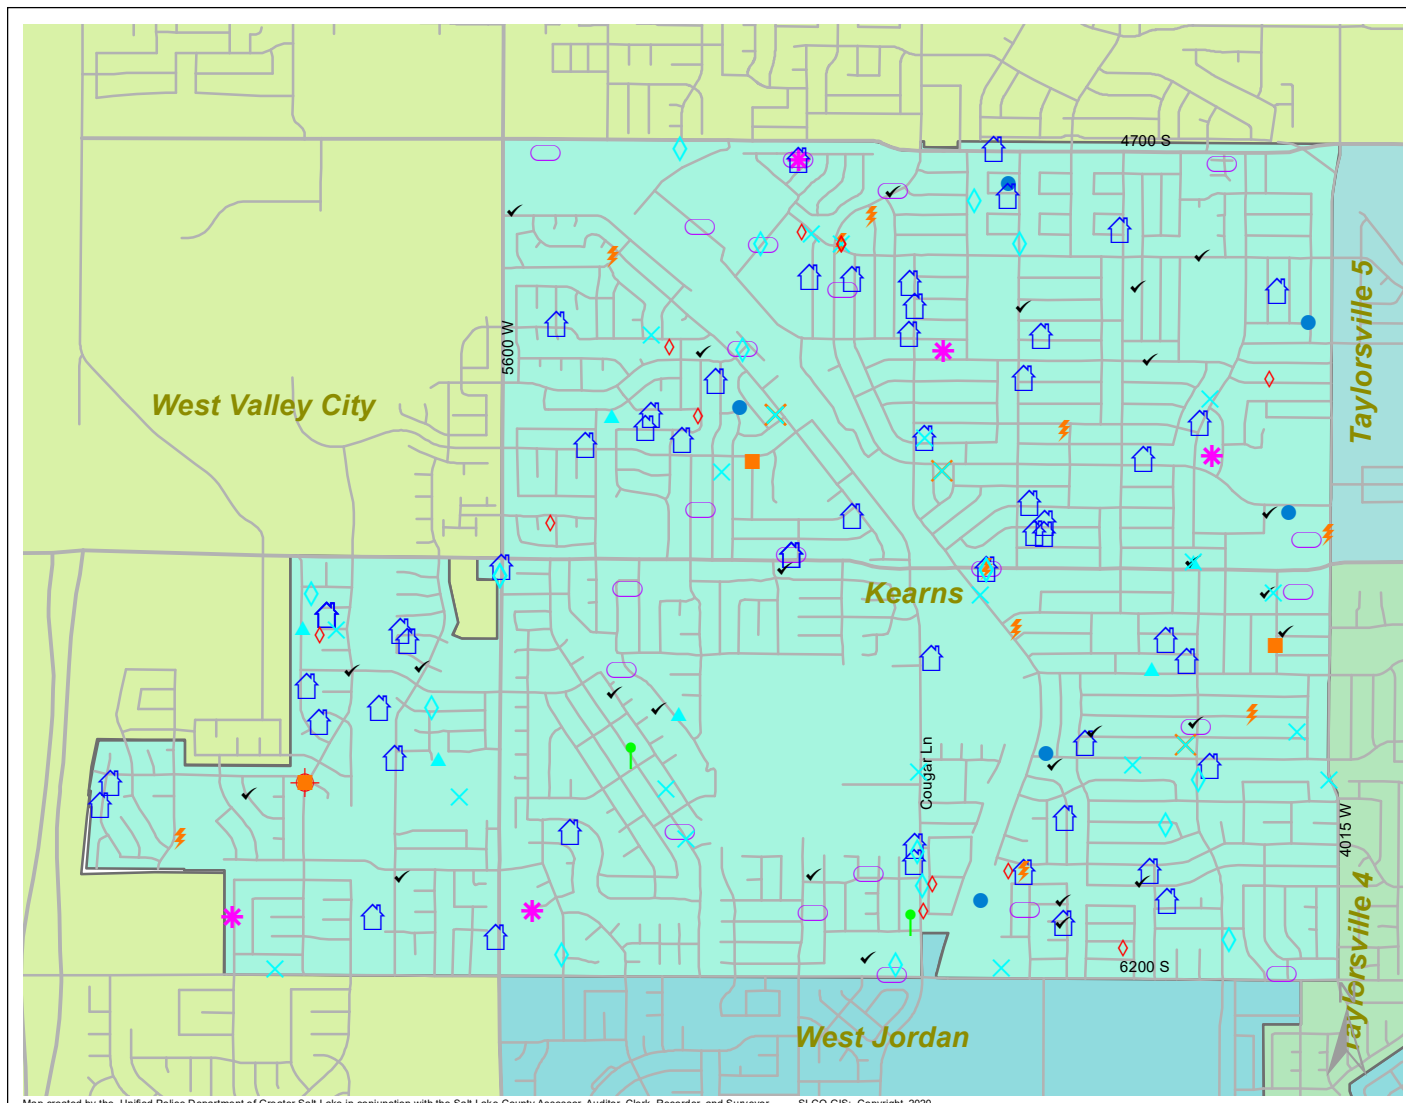 4700 S
Taylorsville 5
5600 W
West Valley City
Kearns
Cougar Ln
4015 W
Taylorsville 4
6200 S
West Jordan
Map created by the Unified Police Department of Greater Salt Lake in conjunction with the Salt Lake County Assessor, Auditor, Clerk, Recorder, and Surveyor. SLCO GIS: Copyright 2020